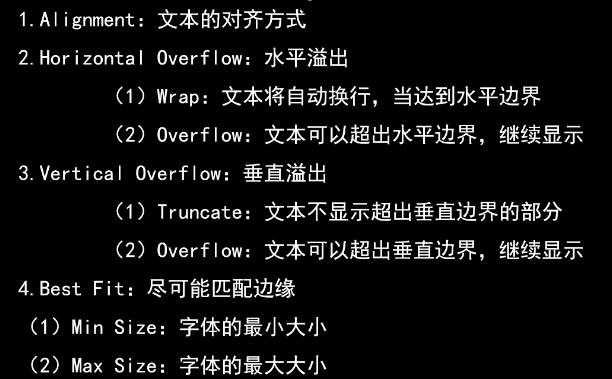 1.Alignment：文本的对齐方式
2.Horizontal Overflow：水平溢出
（1）Wrap：文本将自动换行，当达到水平边界
（2）Overflow：文本可以超出水平边界，继续显示
3.Vertical Overflow：垂直溢出
（1）Truncate：文本不显示超出垂直边界的部分
（2）Overflow：文本可以超出垂直边界，继续显示
4.Best Fit：尽可能匹配边缘
（1）Min Size：字体的最小大小
（2）Max Size：字体的最大大小